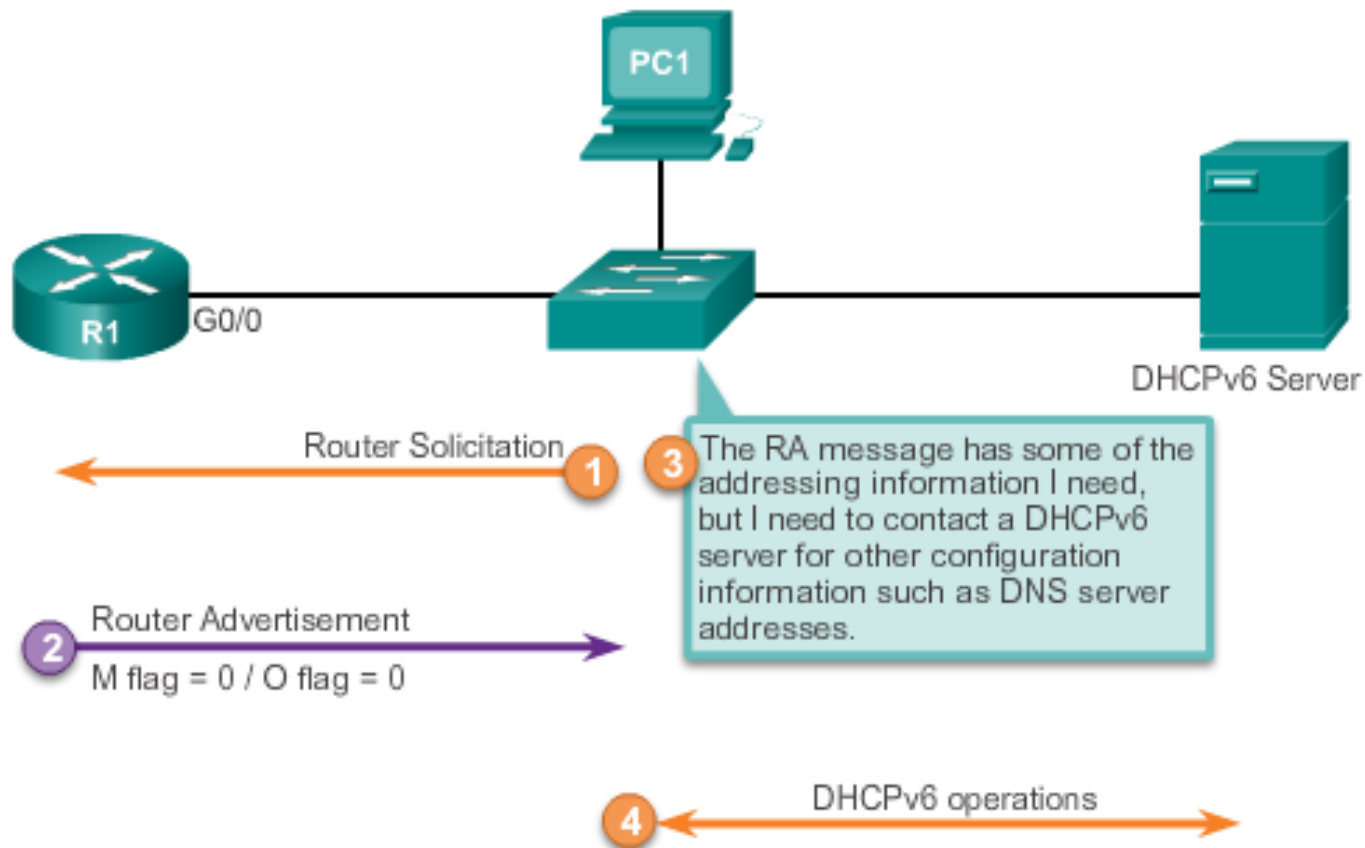 PC1
R1
G0/0
DHCPv6 Server
Router Solicitation
1
3
The RA message has some of the
addressing information I need,
but I need to contact a DHCPv6
server for other configuration
information such as DNS server
addresses.
2
Router Advertisement
M flag = 0 / O flag = 0
4
DHCPv6 operations